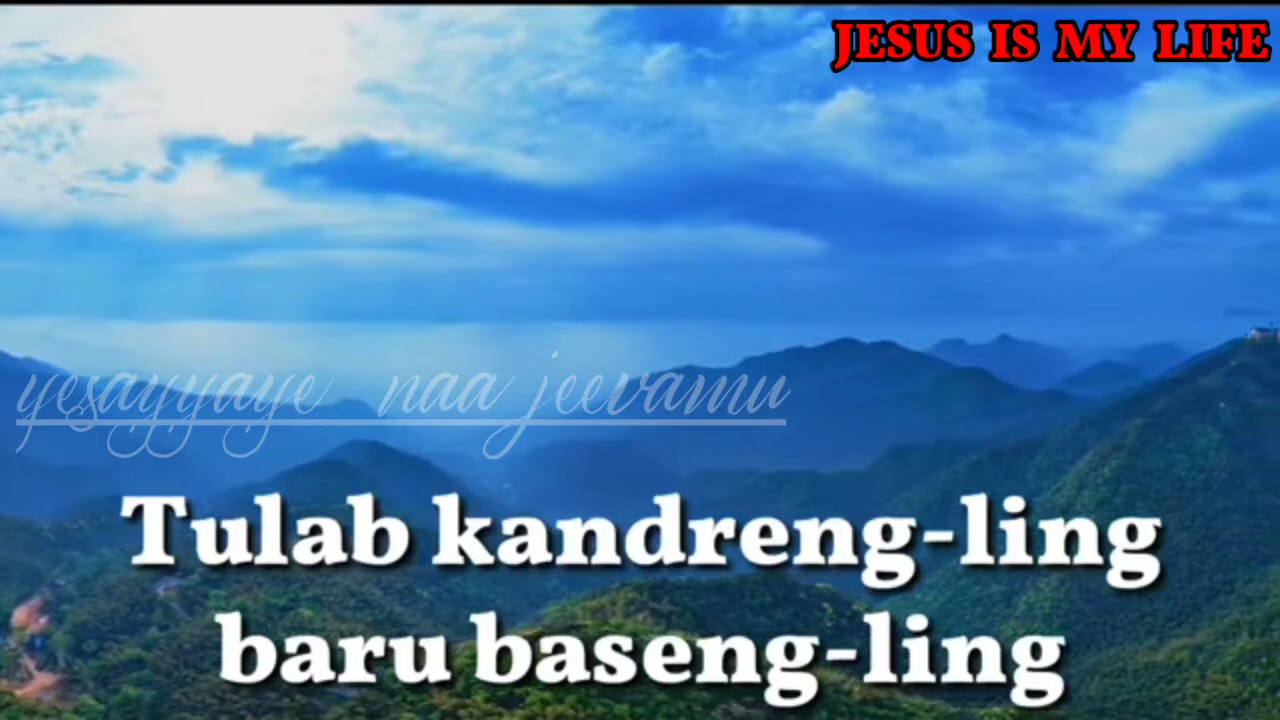 JESUS IS MY LIFE
yesayyaye naa jeevamu
Tulab kandreng-ling
baru baseng-ling